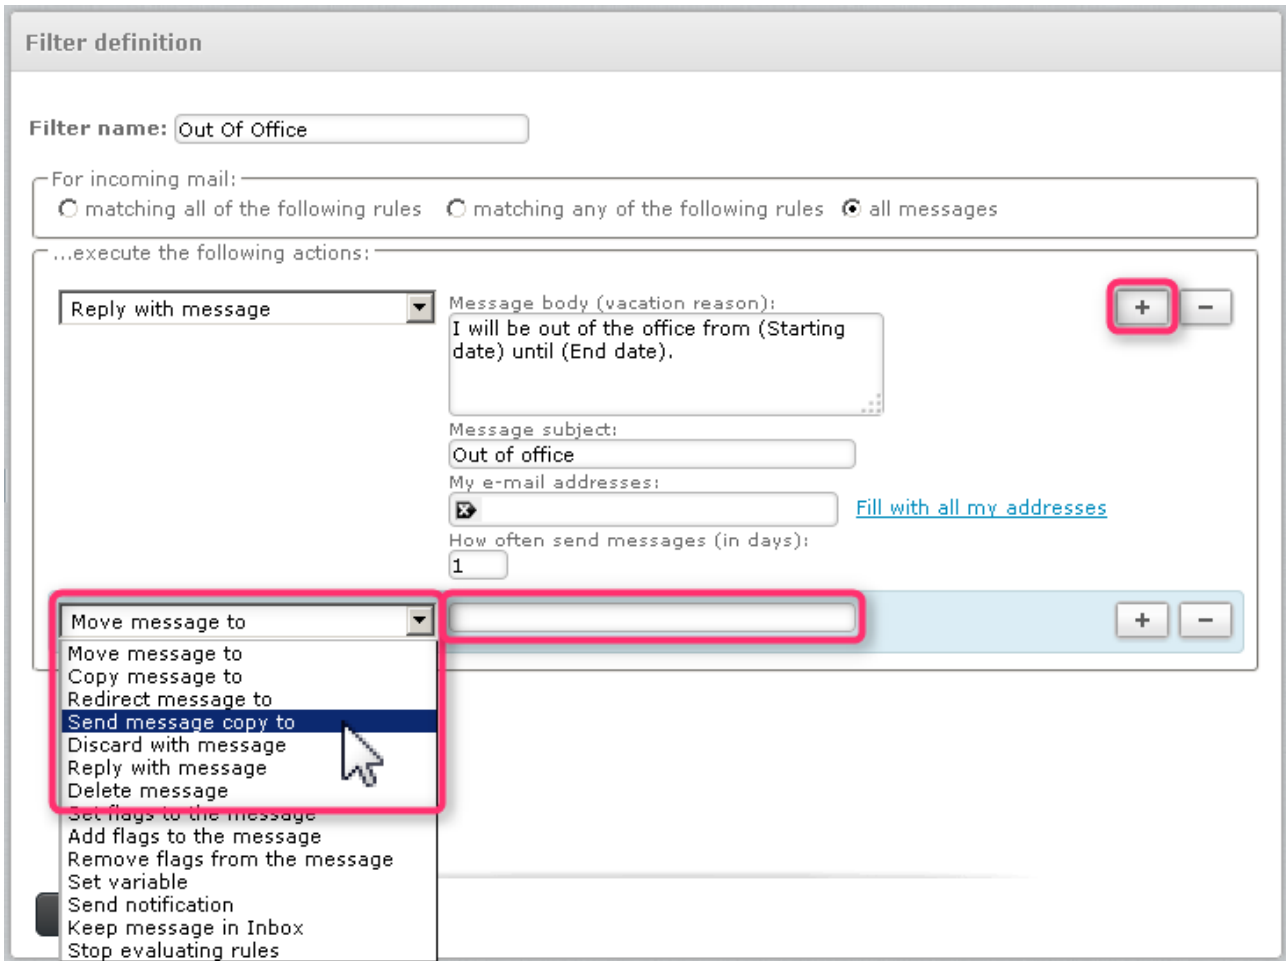 Filter definition
Filter name: Out Of Office
For incoming mail:
matching all of the following rules matching any of the following rules all messages
...execute the following actions:
Reply with message
Message body (vacation reason):
+ −
I will be out of the office from (Starting
date) until (End date).
Message subject:
Out of office
My e-mail addresses:
Fill with all my addresses
How often send messages (in days):
1
Move message to
+ −
Move message to
Copy message to
Redirect message to
Send message copy to
Discard with message
Reply with message
Delete message
Set flags to the message
Add flags to the message
Remove flags from the message
Set variable
Send notification
Keep message in Inbox
Stop evaluating rules